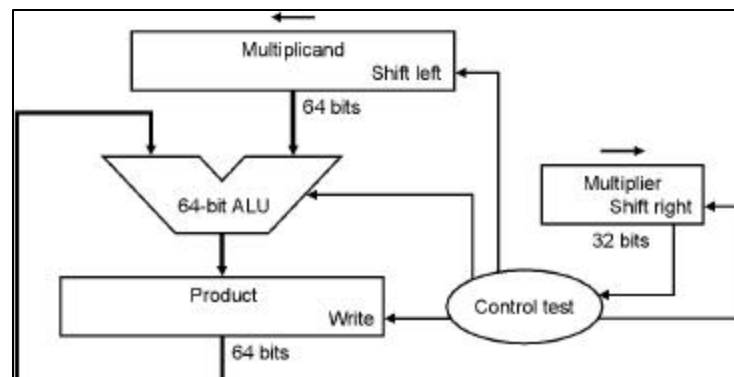 Multiplicand
Shift left
64 bits
64-bit ALU
Multiplier
Shift right
32 bits
Product
Write
Control test
64 bits